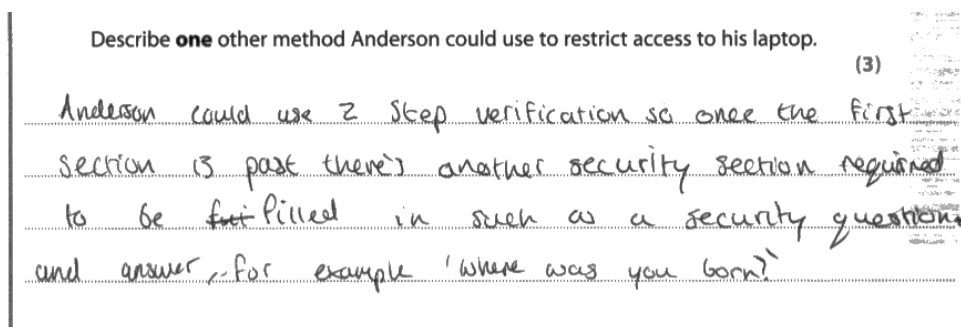 Describe one other method Anderson could use to restrict access to his laptop.
(3)
Anderson could use 2 Step verification so once the first
section is past there's another security section required
to be filled in such as a security question
and answer, for example 'where was you born?'